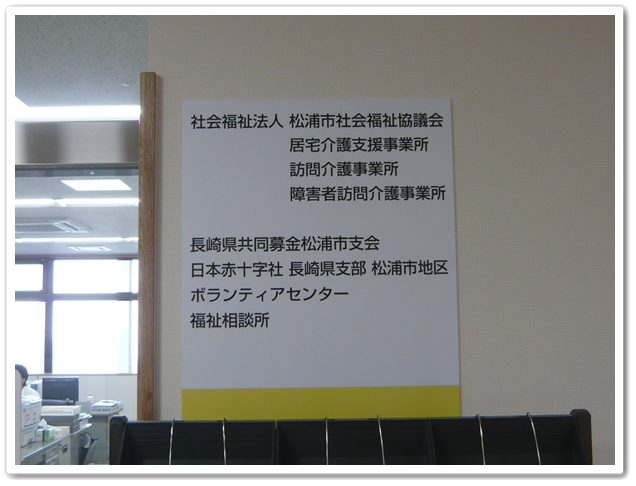 社会福祉法人 松浦市社会福祉協議会
居宅介護支援事業所
訪問介護事業所
障害者訪問介護事業所
長崎県共同募金松浦市支会
日本赤十字社 長崎県支部 松浦市地区
ボランティアセンター
福祉相談所